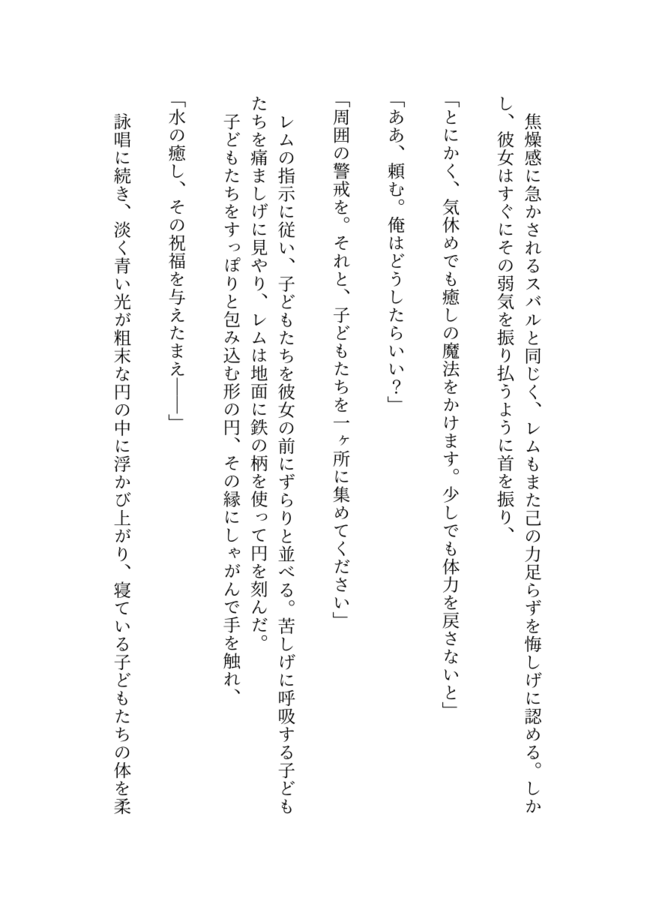 焦燥感に急かされるスバルと同じく、レムもまた己の力足らずを悔しげに認める。しか
し、彼女はすぐにその弱気を振り払うように首を振り、
「とにかく、気休めでも癒しの魔法をかけます。少しでも体力を戻さないと」
「ああ、頼む。俺はどうしたらいい？」
「周囲の警戒を。それと、子どもたちを一ヶ所に集めてください」
レムの指示に従い、子どもたちを彼女の前にずらりと並べる。苦しげに呼吸する子ども
たちを痛ましげに見やり、レムは地面に鉄の柄を使って円を刻んだ。
子どもたちをすっぽりと包み込む形の円、その縁にしゃがんで手を触れ、
「水の癒し、その祝福を与えたまえ――」
詠唱に続き、淡く青い光が粗末な円の中に浮かび上がり、寝ている子どもたちの体を柔